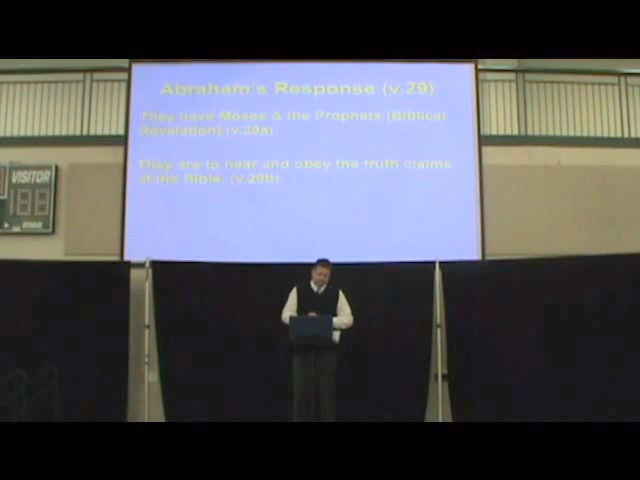 Abraham's Response (v.29)
They have Moses & the Prophets [Biblical
Revelation] (v.29a)
They are to hear and obey the truth claims
of the Bible. (v.29b)
VISITOR